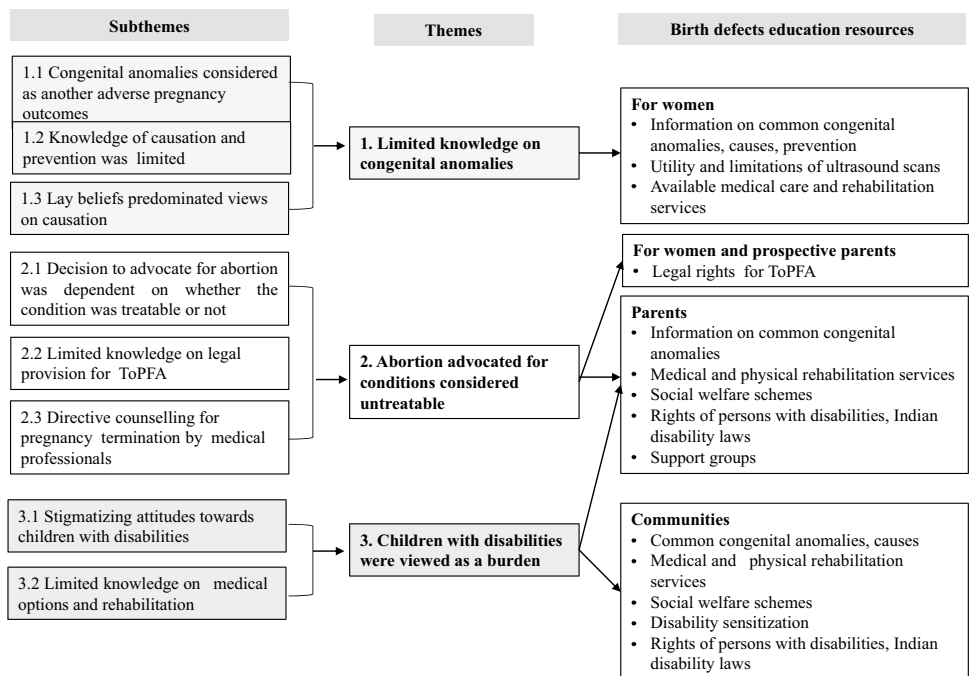 Subthemes
Themes
Birth defects education resources
1.1 Congenital anomalies considered
as another adverse pregnancy
outcomes
1.2 Knowledge of causation and
prevention was limited
1.3 Lay beliefs predominated views
on causation
2.1 Decision to advocate for abortion
was dependent on whether the
condition was treatable or not
2.2 Limited knowledge on legal
provision for ToPFA
2.3 Directive counselling for
pregnancy termination by medical
professionals
3.1 Stigmatizing attitudes towards
children with disabilities
3.2 Limited knowledge on medical
options and rehabilitation
1. Limited knowledge on
congenital anomalies
2. Abortion advocated for
conditions considered
untreatable
3. Children with disabilities
were viewed as a burden
For women
• Information on common congenital
anomalies, causes, prevention
• Utility and limitations of ultrasound scans
• Available medical care and rehabilitation
services
For women and prospective parents
• Legal rights for ToPFA
Parents
• Information on common congenital
anomalies
• Medical and physical rehabilitation services
• Social welfare schemes
• Rights of persons with disabilities, Indian
disability laws
• Support groups
Communities
• Common congenital anomalies, causes
• Medical and physical rehabilitation
services
• Social welfare schemes
• Disability sensitization
• Rights of persons with disabilities, Indian
disability laws